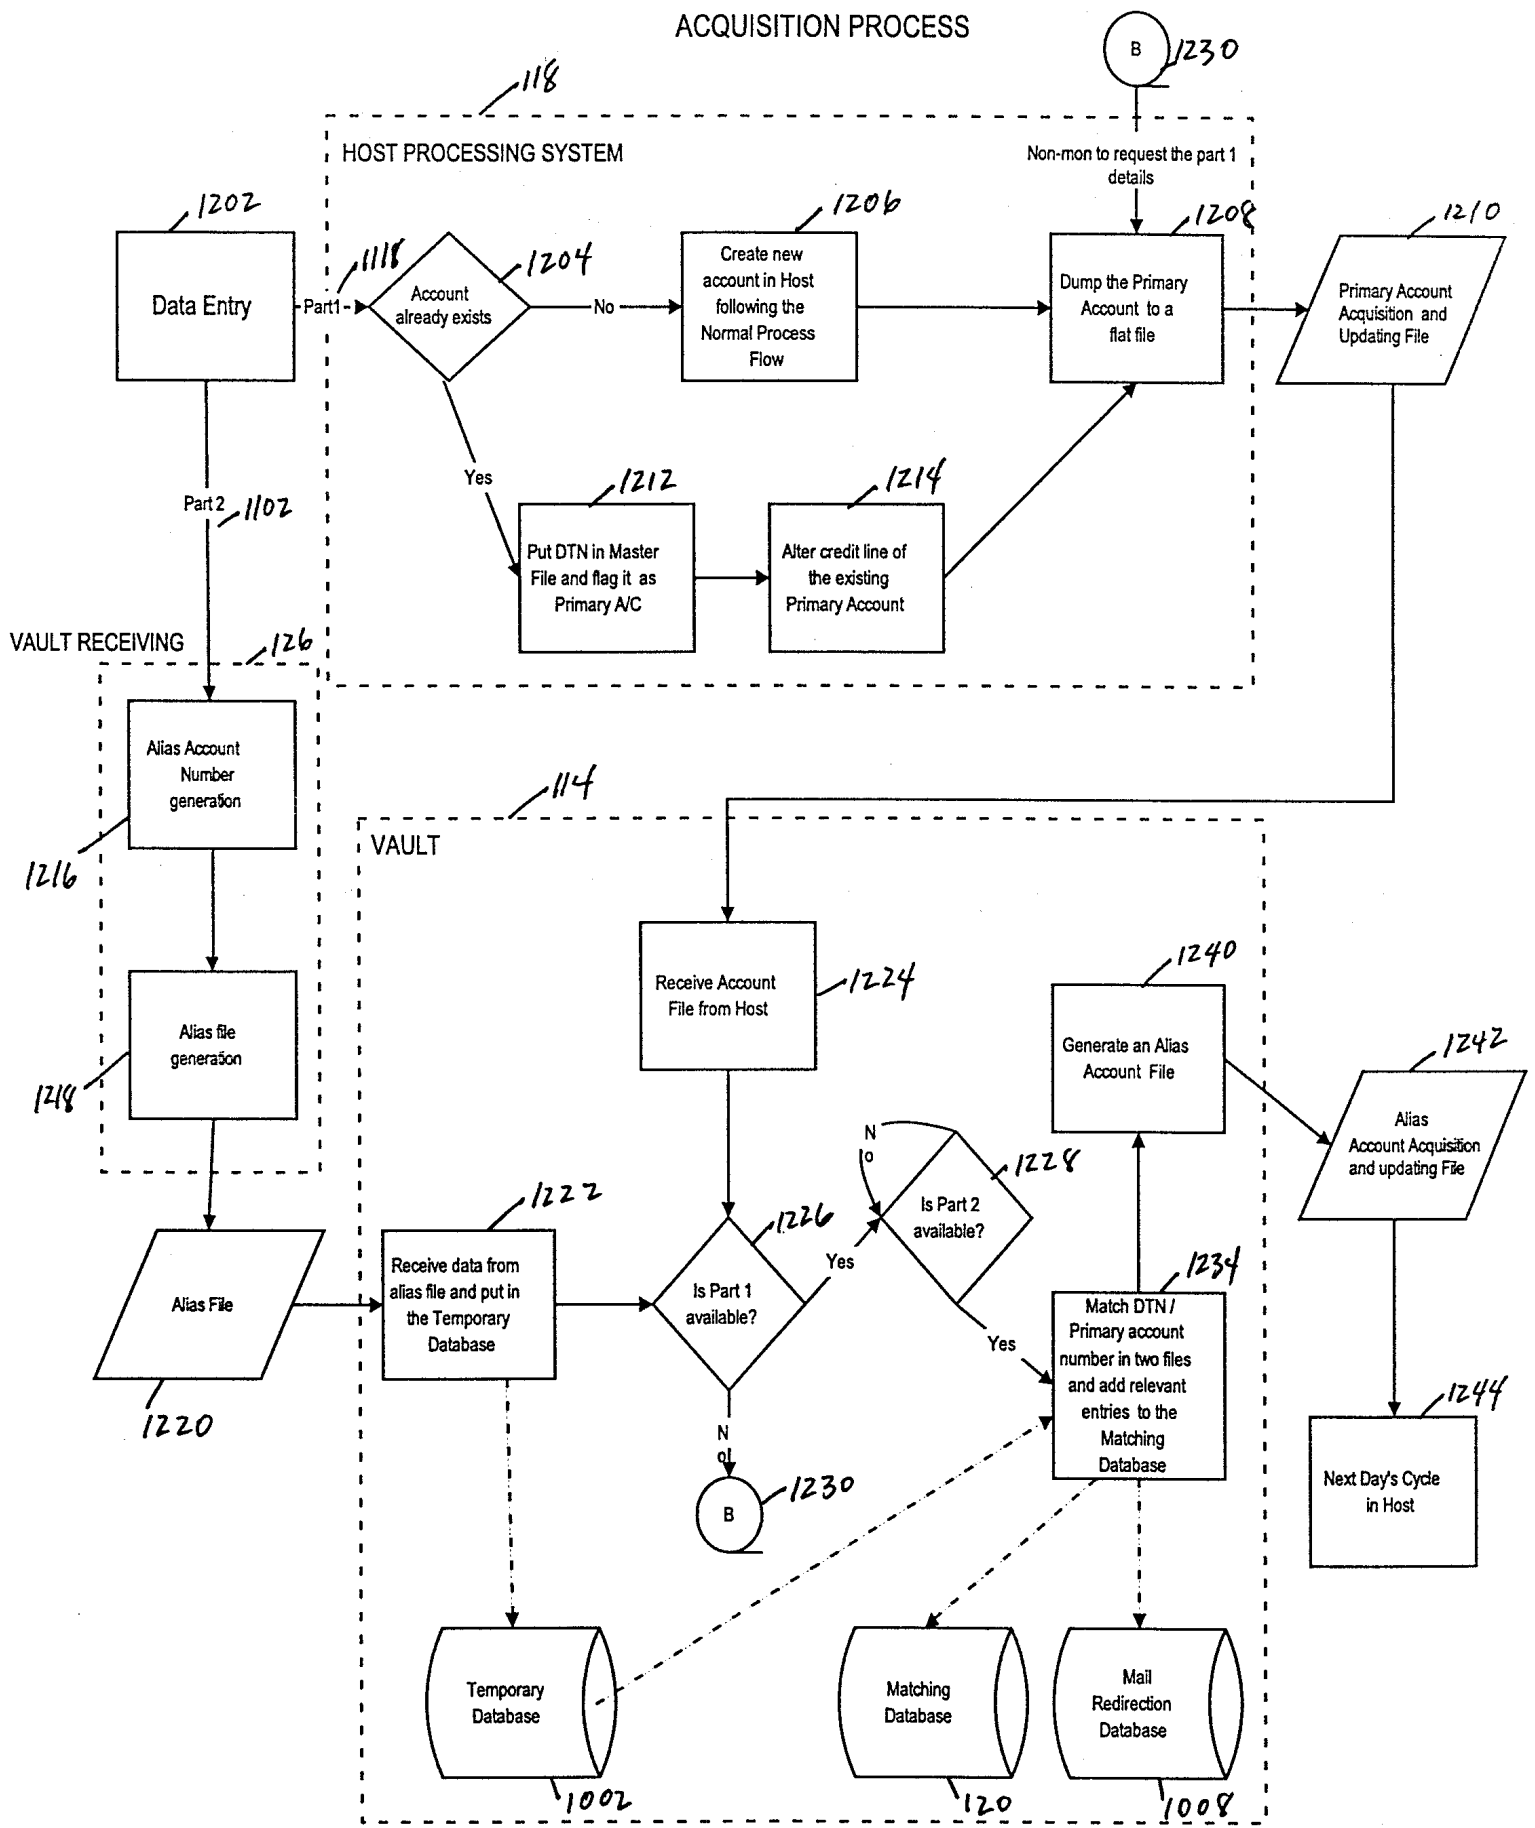 ACQUISITION PROCESS
B
1230
118
HOST PROCESSING SYSTEM
Non-mon to request the part 1
details
1202
1206
1208
1210
Data Entry
Part1
1118
1204
Account
already exists
No
Create new
account in Host
following the
Normal Process
Flow
Dump the Primary
Account to a
flat file
Primary Account
Acquisition and
Updating File
Yes
1212
1214
Part 2
1102
Put DTN in Master
File and flag it as
Primary A/C
Alter credit line of
the existing
Primary Account
VAULT RECEIVING
126
Alias Account
Number
generation
1216
114
VAULT
Alias file
generation
1218
Receive Account
File from Host
1224
1240
Generate an Alias
Account File
1242
Alias
Account Acquisition
and updating File
N
o
1228
Is Part 2
available?
1222
1226
Yes
1234
Alias File
1220
Receive data from
alias file and put in
the Temporary
Database
Is Part 1
available?
Yes
Match DTN /
Primary account
number in two files
and add relevant
entries to the
Matching
Database
N
o
B
1230
1244
Next Day's Cycle
in Host
Temporary
Database
1002
Matching
Database
120
Mail
Redirection
Database
1008